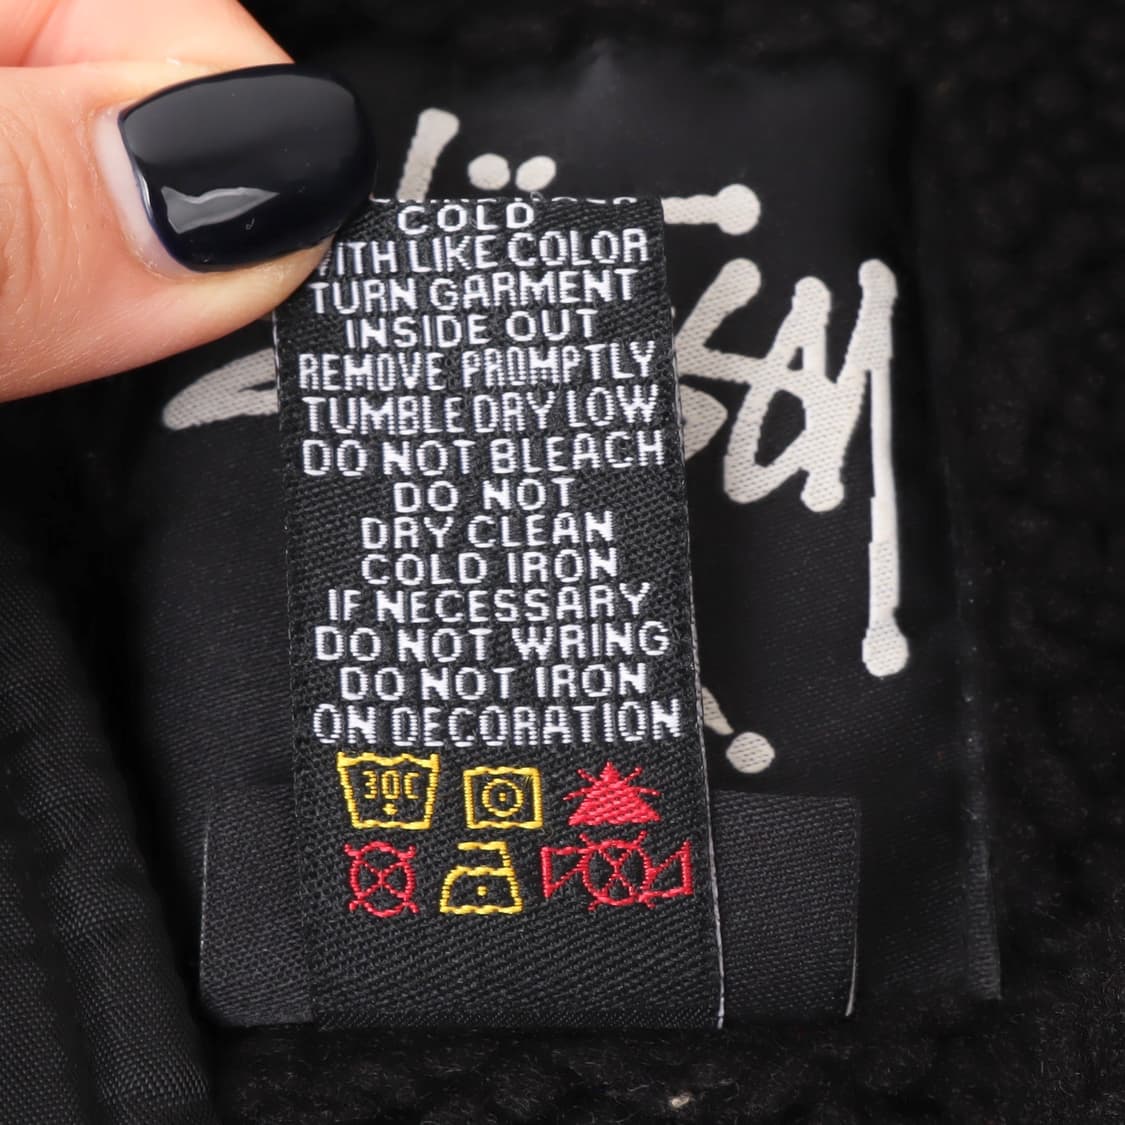 COLD
WITH LIKE COLOR
TURN GARMENT
INSIDE OUT
REMOVE PROMPTLY
TUMBLE DRY LOW
DO NOT BLEACH
DO NOT
DRY CLEAN
COLD IRON
IF NECESSARY
DO NOT WRING
DO NOT IRON
ON DECORATION
30C